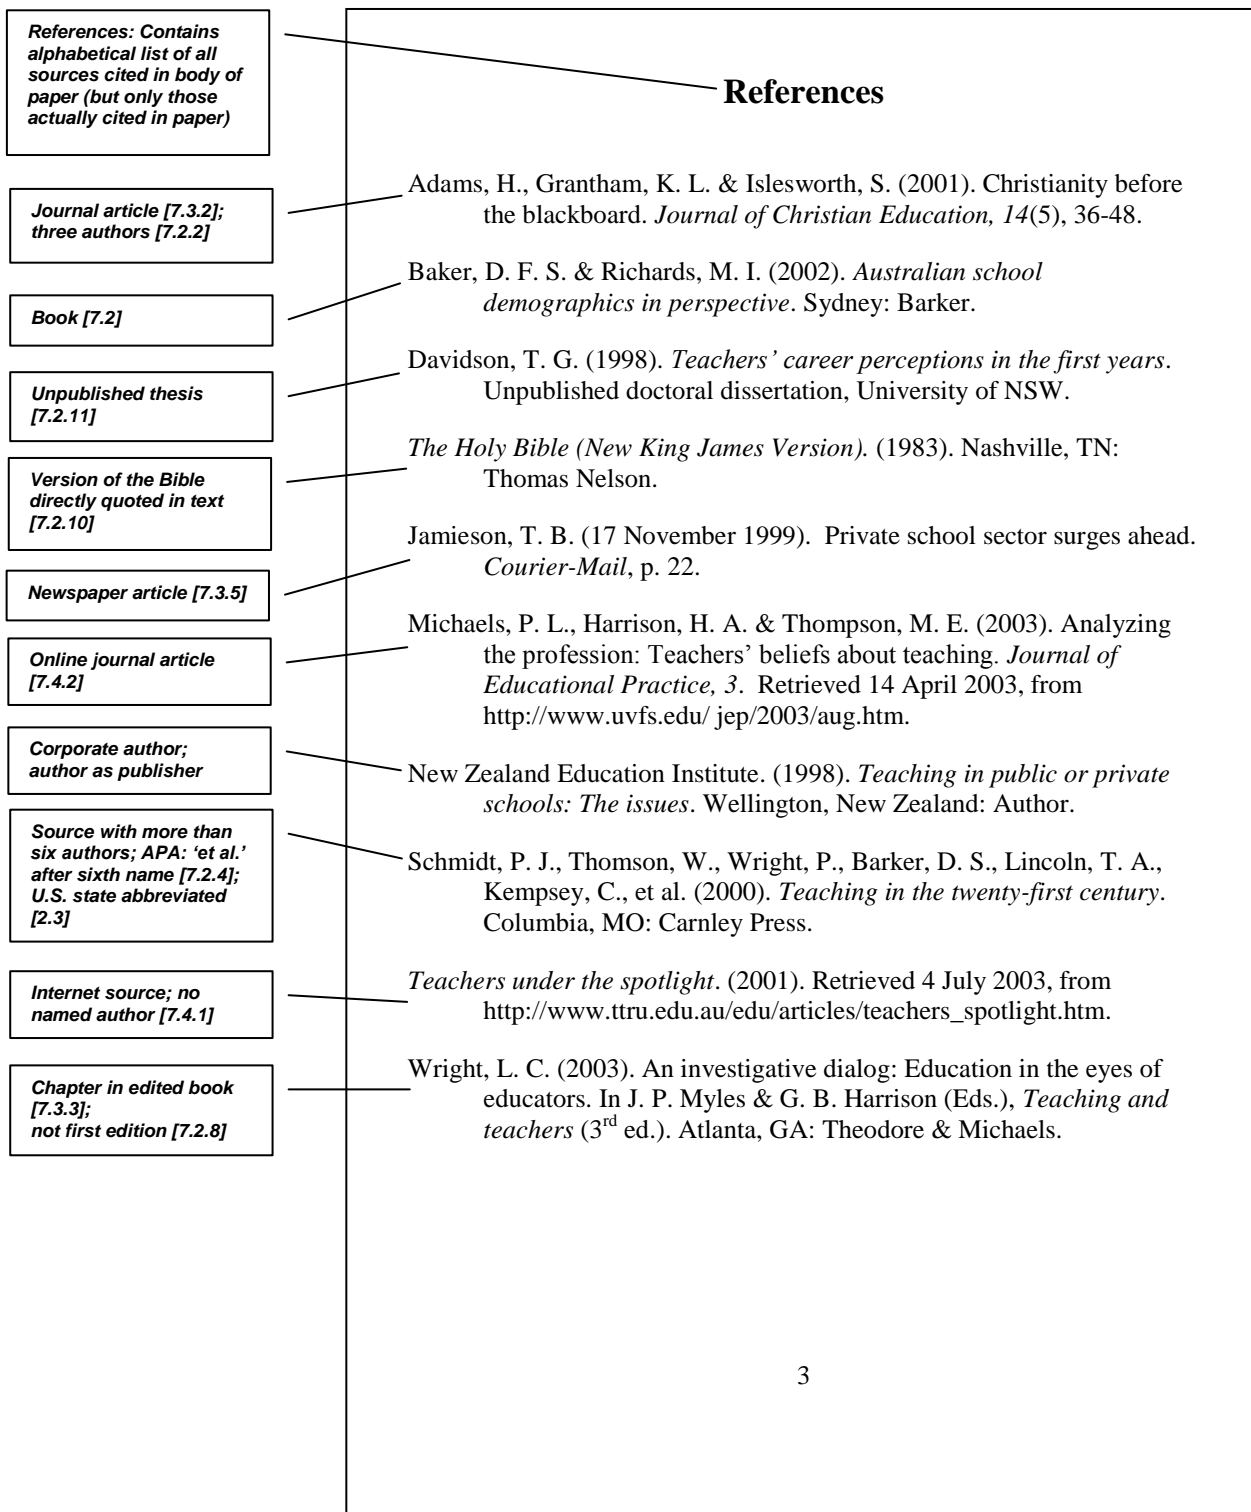 References: Contains
alphabetical list of all
sources cited in body of
paper (but only those
actually cited in paper)
Journal article [7.3.2];
three authors [7.2.2]
Book [7.2]
Unpublished thesis
[7.2.11]
Version of the Bible
directly quoted in text
[7.2.10]
Newspaper article [7.3.5]
Online journal article
[7.4.2]
Corporate author;
author as publisher
Source with more than
six authors; APA: ‘et al.’
after sixth name [7.2.4];
U.S. state abbreviated
[2.3]
Internet source; no
named author [7.4.1]
Chapter in edited book
[7.3.3];
not first edition [7.2.8]
References
Adams, H., Grantham, K. L. & Islesworth, S. (2001). Christianity before
the blackboard. Journal of Christian Education, 14(5), 36-48.
Baker, D. F. S. & Richards, M. I. (2002). Australian school
demographics in perspective. Sydney: Barker.
Davidson, T. G. (1998). Teachers’ career perceptions in the first years.
Unpublished doctoral dissertation, University of NSW.
The Holy Bible (New King James Version). (1983). Nashville, TN:
Thomas Nelson.
Jamieson, T. B. (17 November 1999).  Private school sector surges ahead.
Courier-Mail, p. 22.
Michaels, P. L., Harrison, H. A. & Thompson, M. E. (2003). Analyzing
the profession: Teachers’ beliefs about teaching. Journal of
Educational Practice, 3.  Retrieved 14 April 2003, from
http://www.uvfs.edu/ jep/2003/aug.htm.
New Zealand Education Institute. (1998). Teaching in public or private
schools: The issues. Wellington, New Zealand: Author.
Schmidt, P. J., Thomson, W., Wright, P., Barker, D. S., Lincoln, T. A.,
Kempsey, C., et al. (2000). Teaching in the twenty-first century.
Columbia, MO: Carnley Press.
Teachers under the spotlight. (2001). Retrieved 4 July 2003, from
http://www.ttru.edu.au/edu/articles/teachers_spotlight.htm.
Wright, L. C. (2003). An investigative dialog: Education in the eyes of
educators. In J. P. Myles & G. B. Harrison (Eds.), Teaching and
teachers (3rd ed.). Atlanta, GA: Theodore & Michaels.
3